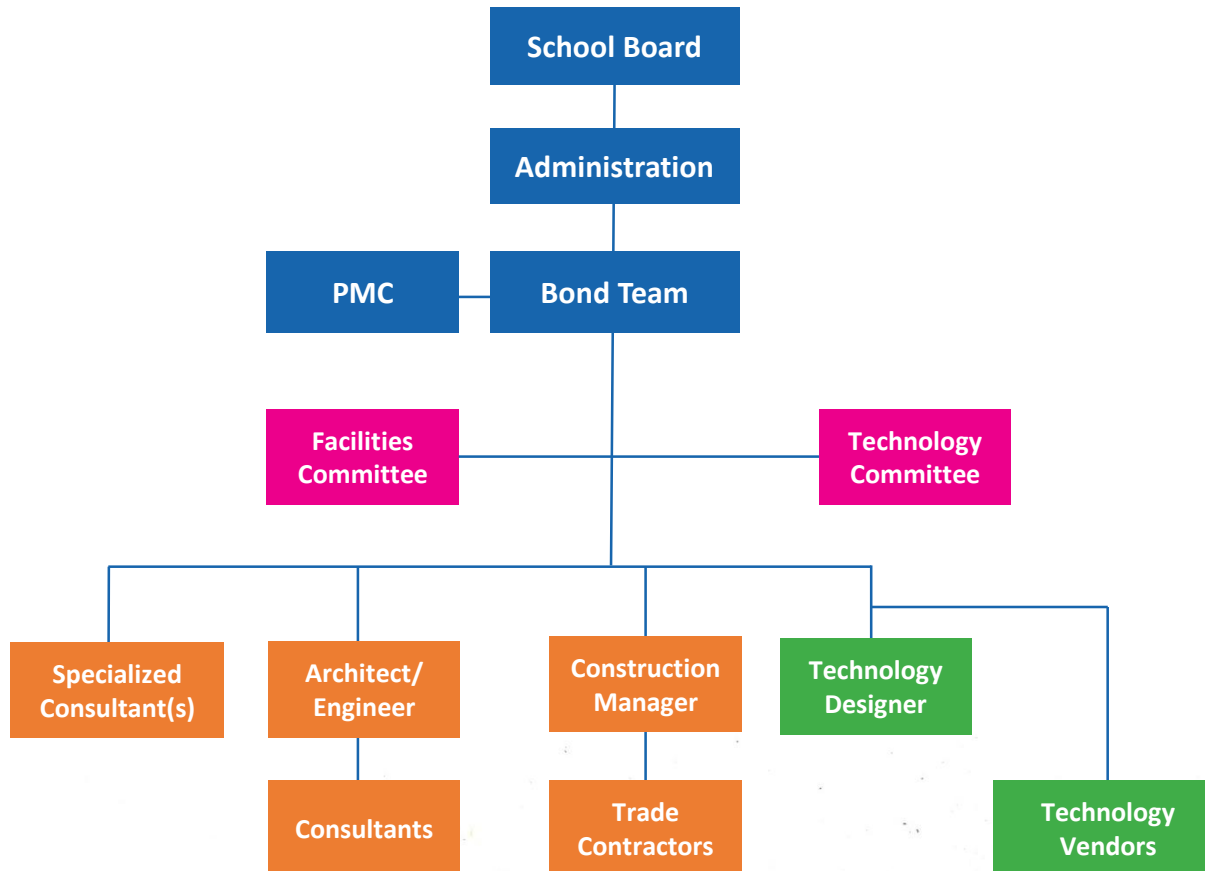 School Board
Administration
PMC
Bond Team
Facilities
Committee
Technology
Committee
Specialized
Consultant(s)
Architect/
Engineer
Construction
Manager
Technology
Designer
Consultants
Trade
Contractors
Technology
Vendors